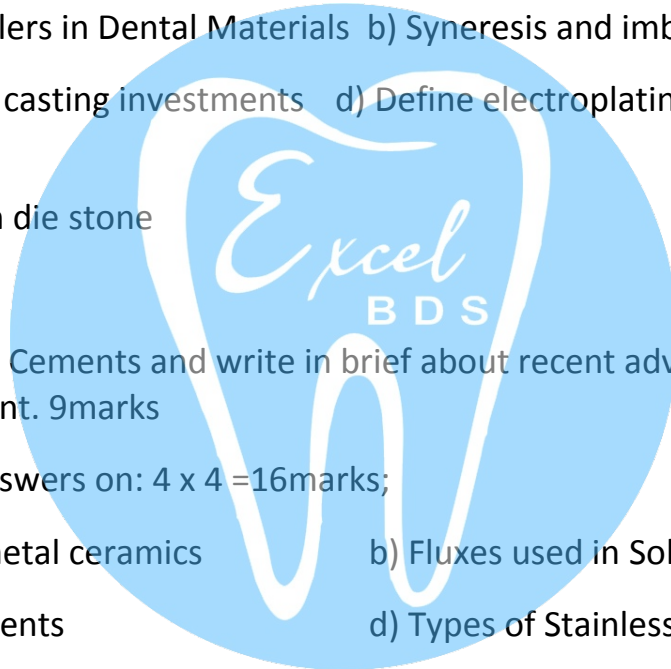 lers in Dental Materials b) Syneresis and imb
casting investments d) Define electroplatin
die stone
Excel
BDS
Cements and write in brief about recent adv
nt. 9marks
swers on: 4 x 4 =16marks;
netal ceramics b) Fluxes used in Sol
ents d) Types of Stainless